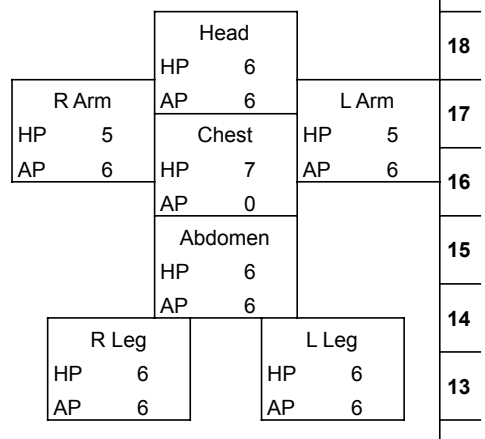 Head
HP 6
AP 6
R Arm
HP 5
AP 6
L Arm
HP 5
AP 6
Chest
HP 7
AP 0
Abdomen
HP 6
AP 6
R Leg
HP 6
AP 6
L Leg
HP 6
AP 6
18
17
16
15
14
13